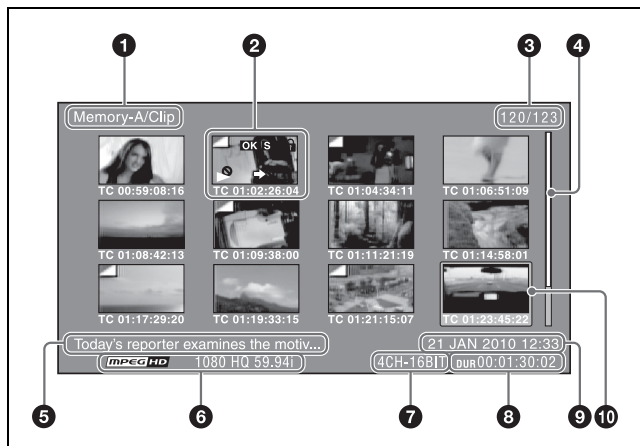 1 2 3 4
Memory-A/Clip 120/123
OK S
TC 00:59:08:16 TC 01:02:26:04 TC 01:04:34:11 TC 01:06:51:09
TC 01:08:42:13 TC 01:09:38:00 TC 01:11:21:19 TC 01:14:58:01
TC 01:17:29:20 TC 01:19:33:15 TC 01:21:15:07 TC 01:23:45:22
Today's reporter examines the motiv... 21 JAN 2010 12:33
MPEG HD 1080 HQ 59.94i 4CH-16BIT DUR 00:01:30:02
5 6 7 8 9 10